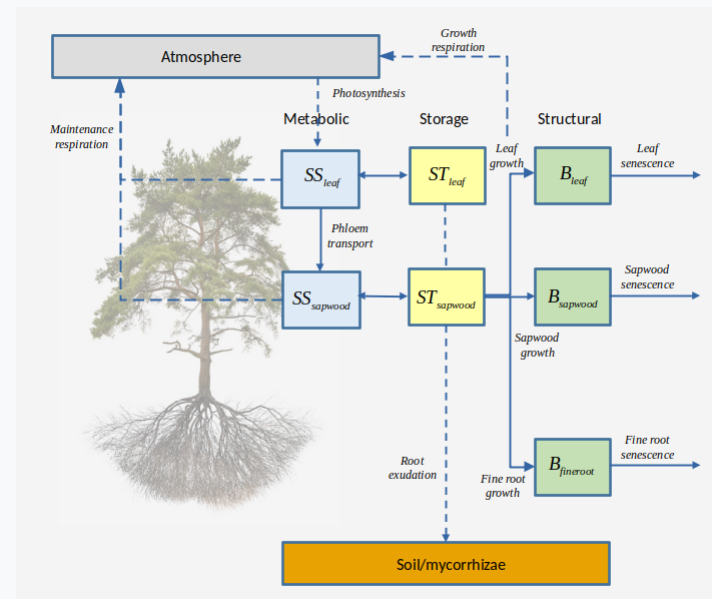 Growth
respiration
Atmosphere
Photosynthesis
Maintenance
respiration
Metabolic
Storage
Structural
Leaf
growth
Leaf
senescence
SSleaf
STleaf
Bleaf
Phloem
transport
Sapwood
senescence
SSsapwood
STsapwood
Bsapwood
Sapwood
growth
Root
exudation
Fine root
growth
Bfineroot
Fine root
senescence
Soil/mycorrhizae